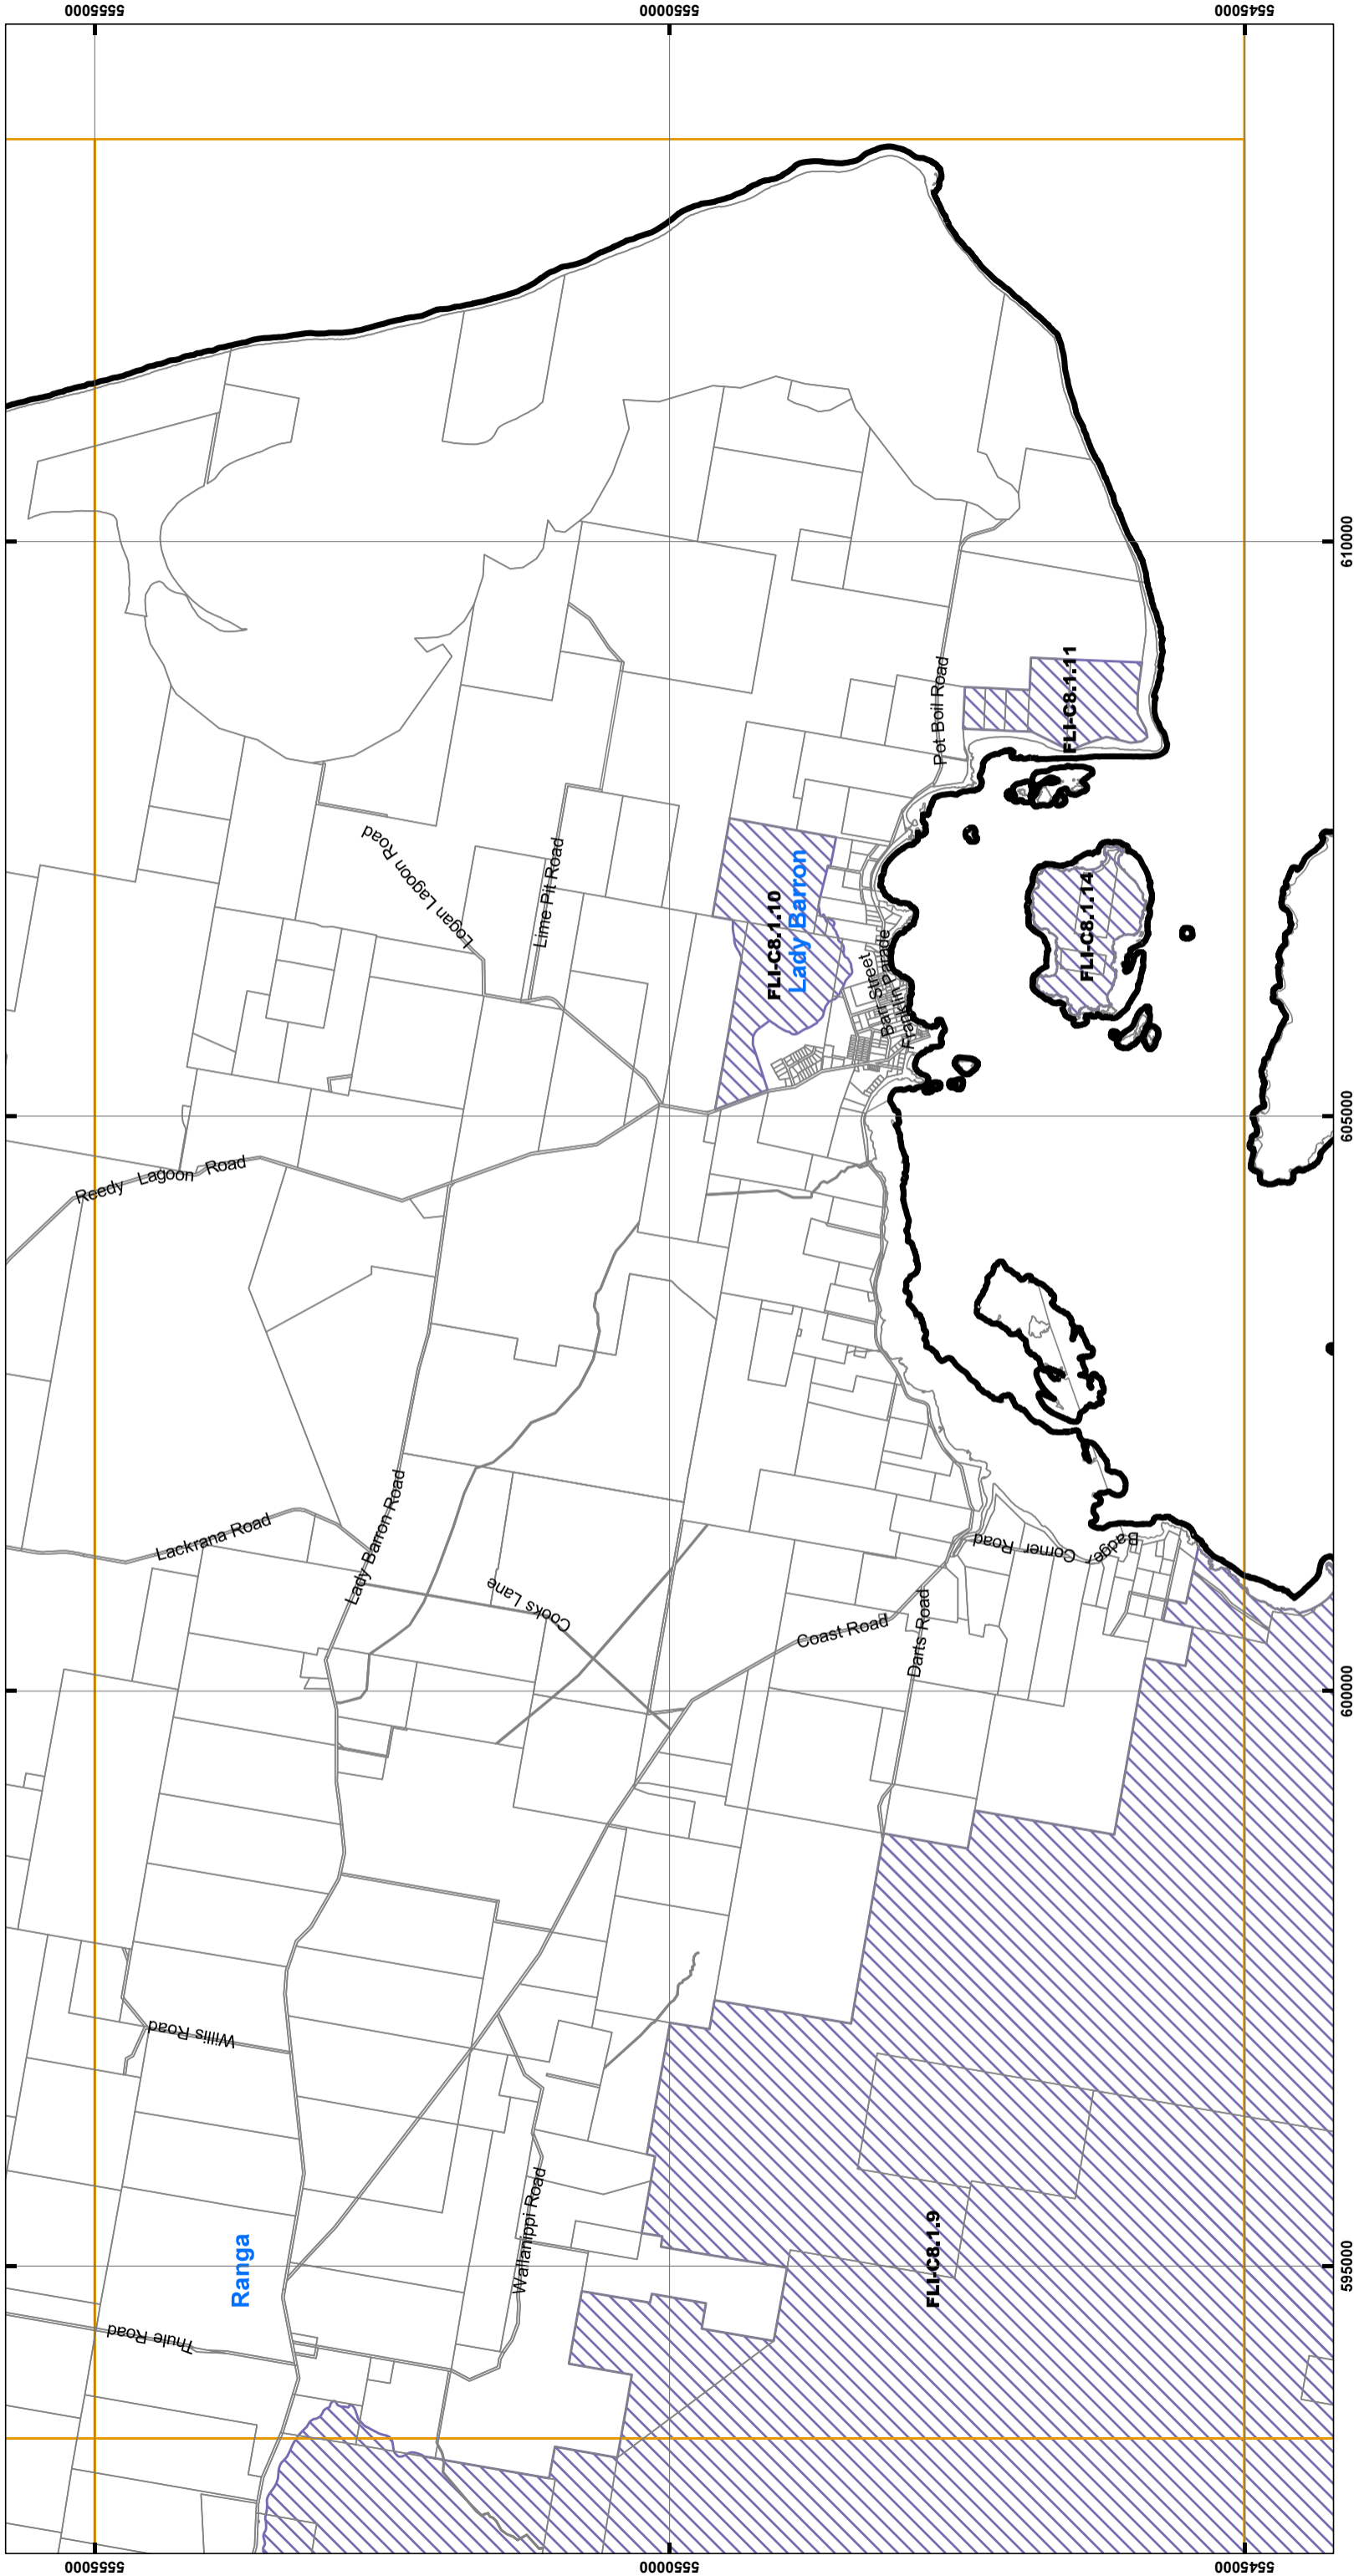 5555000
5550000
5545000
610000
605000
600000
595000
Pot Boil Road
FLI-C8.1.11
Logan Lagoon Road
Lime Pit Road
FLI-C8.1.10
Lady Barron
Barr Street
Franklin Parade
FLI-C8.1.14
Reedy Lagoon Road
Lackrana Road
Lady Barron Road
Cooks Lane
Coast Road
Darts Road
Badger Corner Road
Willis Road
Ranga
Thule Road
Wallanippi Road
FLI-C8.1.9
5555000
5550000
5545000